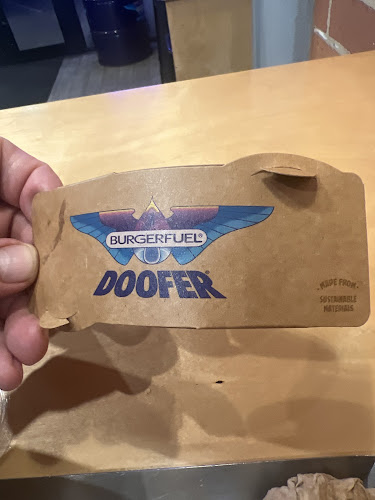 BURGERFUEL®
DOOFER®
· MADE FROM ·
SUSTAINABLE
MATERIALS